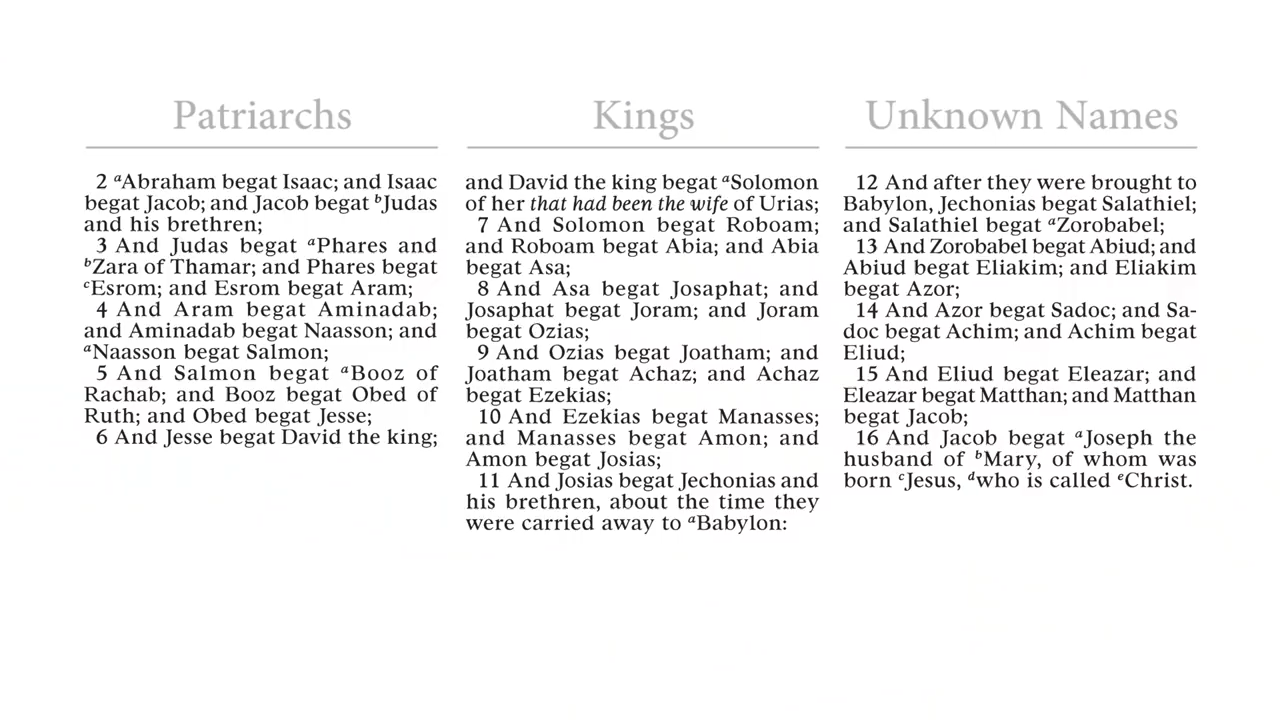 Patriarchs
2 ᵃAbraham begat Isaac; and Isaac
begat Jacob; and Jacob begat ᵇJudas
and his brethren;
3 And Judas begat ᵃPhares and
ᵇZara of Thamar; and Phares begat
ᶜEsrom; and Esrom begat Aram;
4 And Aram begat Aminadab;
and Aminadab begat Naasson; and
ᵃNaasson begat Salmon;
5 And Salmon begat ᵃBooz of
Rachab; and Booz begat Obed of
Ruth; and Obed begat Jesse;
6 And Jesse begat David the king;
Kings
and David the king begat ᵃSolomon
of her that had been the wife of Urias;
7 And Solomon begat Roboam;
and Roboam begat Abia; and Abia
begat Asa;
8 And Asa begat Josaphat; and
Josaphat begat Joram; and Joram
begat Ozias;
9 And Ozias begat Joatham; and
Joatham begat Achaz; and Achaz
begat Ezekias;
10 And Ezekias begat Manasses;
and Manasses begat Amon; and
Amon begat Josias;
11 And Josias begat Jechonias and
his brethren, about the time they
were carried away to ᵃBabylon:
Unknown Names
12 And after they were brought to
Babylon, Jechonias begat Salathiel;
and Salathiel begat ᵃZorobabel;
13 And Zorobabel begat Abiud; and
Abiud begat Eliakim; and Eliakim
begat Azor;
14 And Azor begat Sadoc; and Sa-
doc begat Achim; and Achim begat
Eliud;
15 And Eliud begat Eleazar; and
Eleazar begat Matthan; and Matthan
begat Jacob;
16 And Jacob begat ᵃJoseph the
husband of ᵇMary, of whom was
born ᶜJesus, ᵈwho is called ᵉChrist.